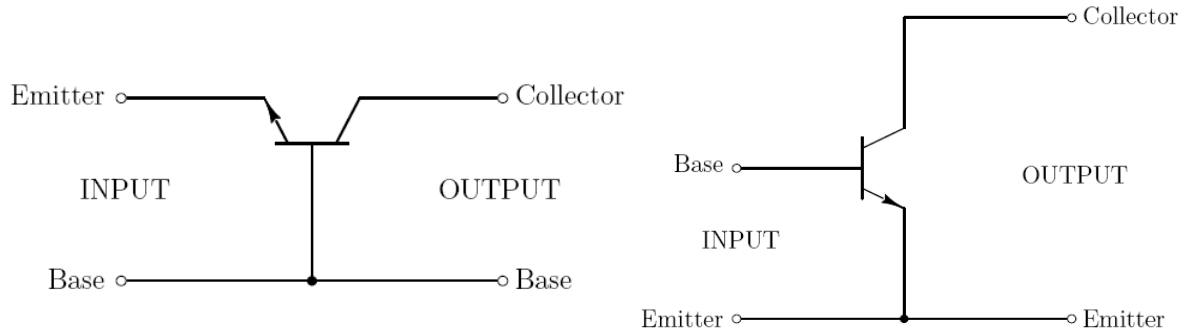 Emitter
Collector
INPUT
OUTPUT
Base
Base
Collector
Base
OUTPUT
INPUT
Emitter
Emitter